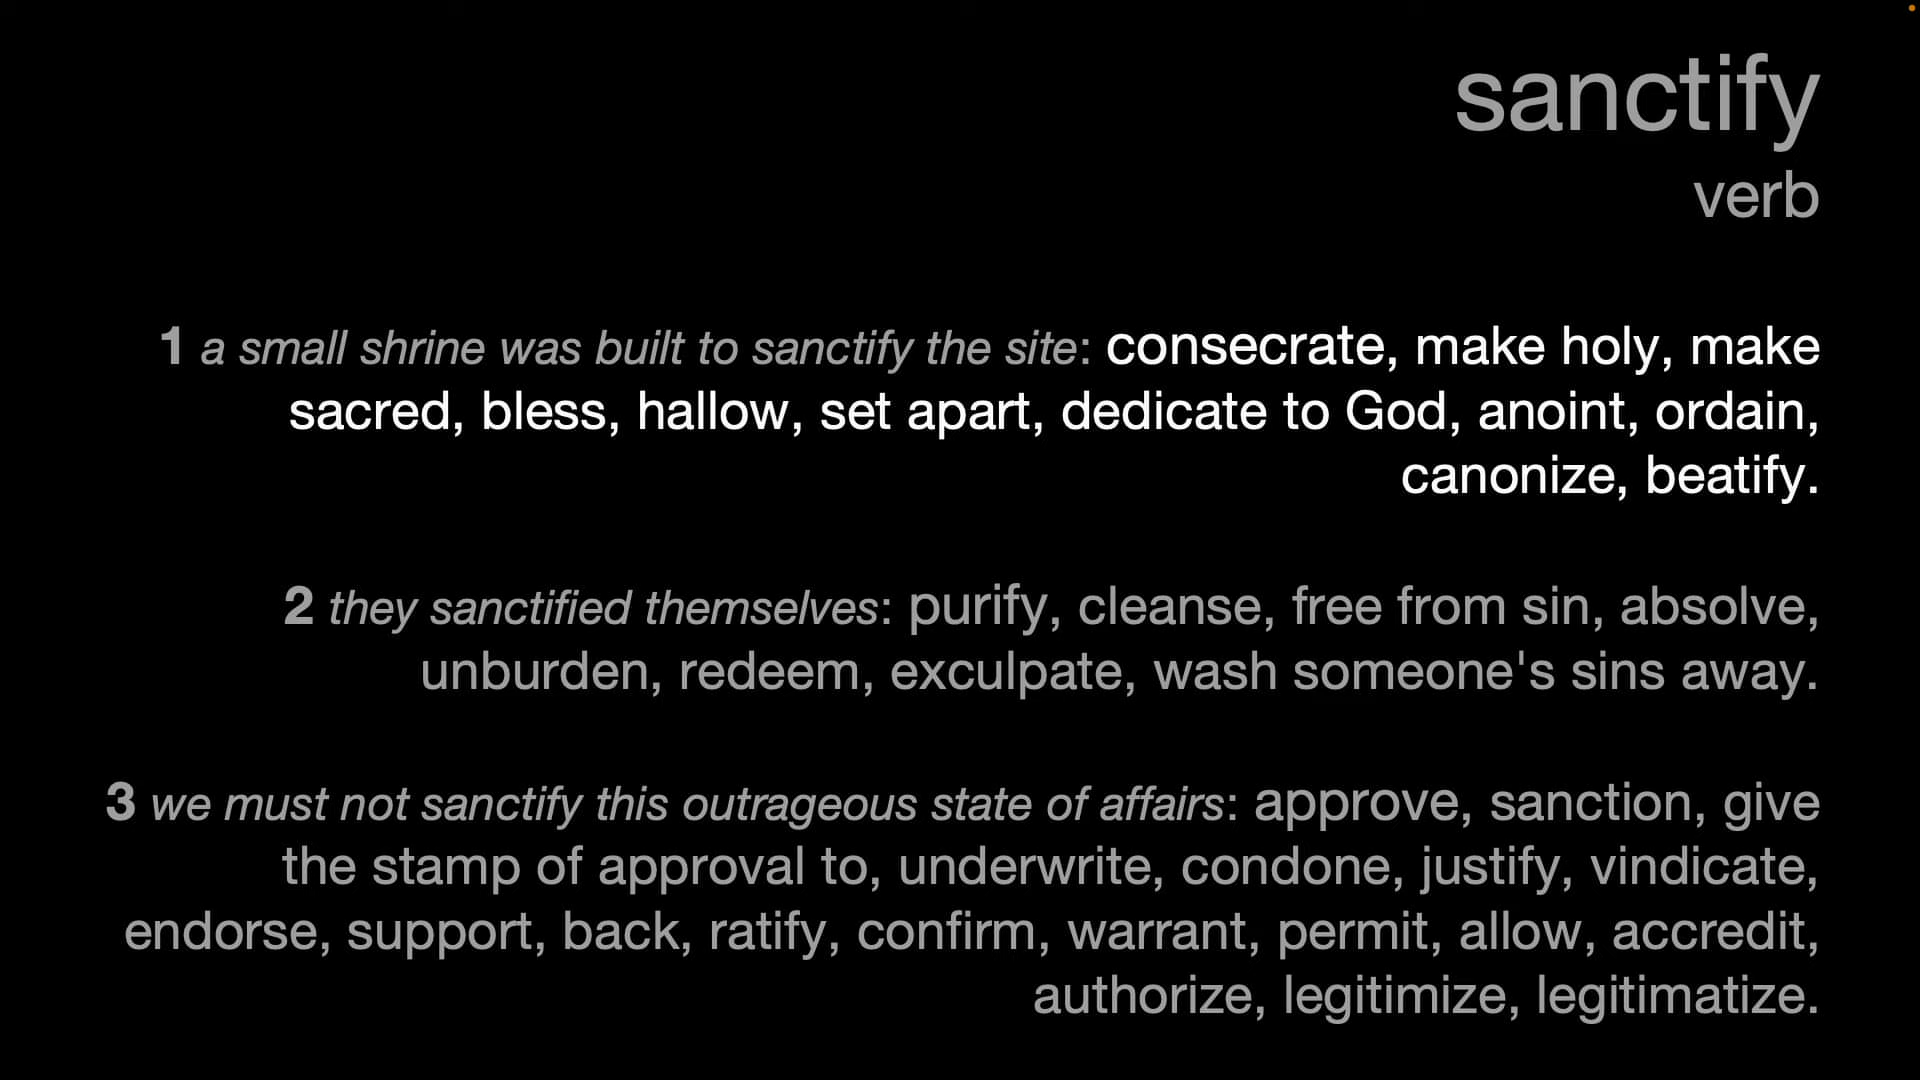 sanctify
verb
1 a small shrine was built to sanctify the site: consecrate, make holy, make
sacred, bless, hallow, set apart, dedicate to God, anoint, ordain,
canonize, beatify.
2 they sanctified themselves: purify, cleanse, free from sin, absolve,
unburden, redeem, exculpate, wash someone's sins away.
3 we must not sanctify this outrageous state of affairs: approve, sanction, give
the stamp of approval to, underwrite, condone, justify, vindicate,
endorse, support, back, ratify, confirm, warrant, permit, allow, accredit,
authorize, legitimize, legitimatize.